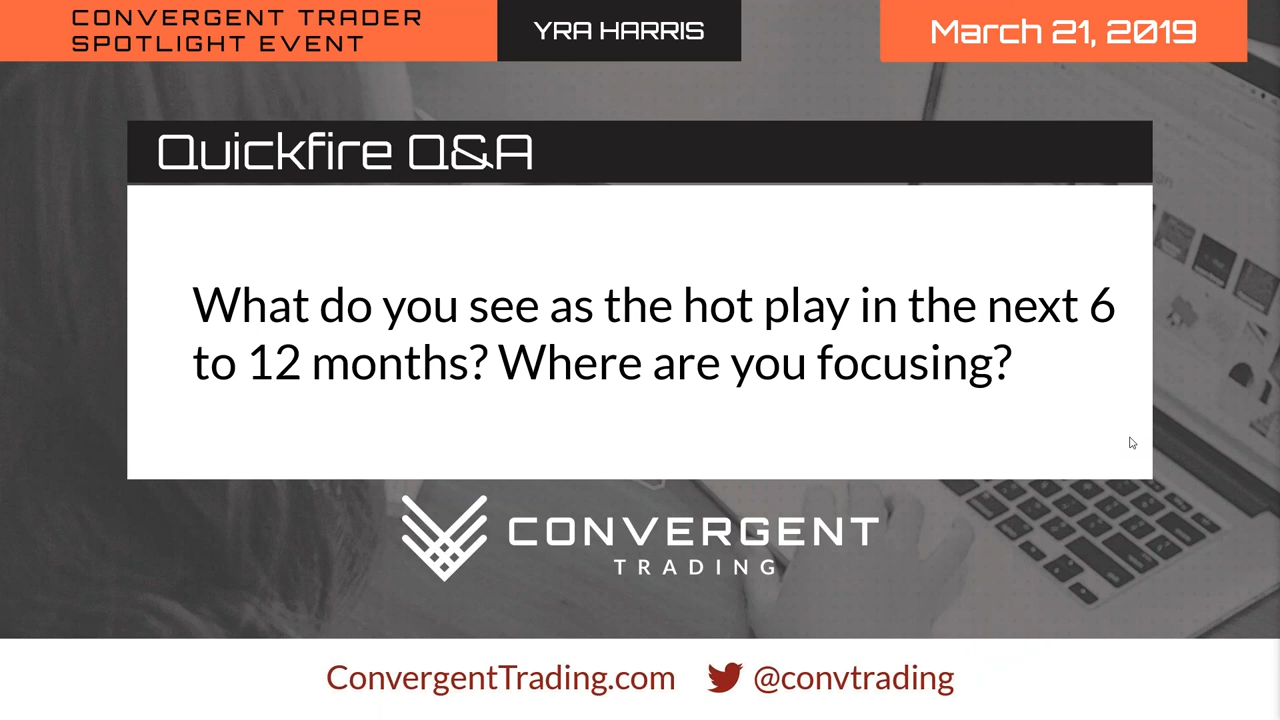 CONVERGENT TRADER
SPOTLIGHT EVENT
YRA HARRIS
March 21, 2019
Quickfire Q&A
What do you see as the hot play in the next 6
to 12 months? Where are you focusing?
CONVERGENT
TRADING
ConvergentTrading.com @convtrading